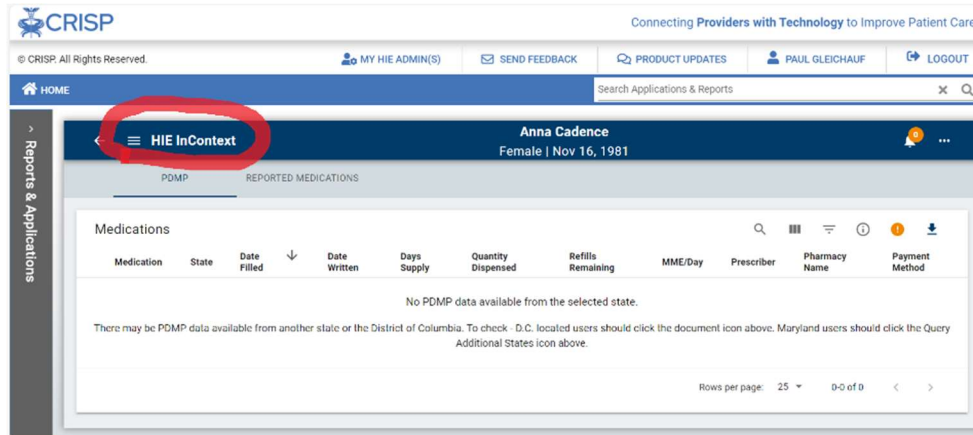 CRISP
Connecting Providers with Technology to Improve Patient Care
© CRISP. All Rights Reserved.
MY HIE ADMIN(S)
SEND FEEDBACK
PRODUCT UPDATES
PAUL GLEICHAUF
LOGOUT
HOME
Search Applications & Reports
Reports & Applications
HIE InContext
Anna Cadence
Female | Nov 16, 1981
0
PDMP
REPORTED MEDICATIONS
Medications
Medication State Date Filled Date Written Days Supply Quantity Dispensed Refills Remaining MME/Day Prescriber Pharmacy Name Payment Method
No PDMP data available from the selected state.
There may be PDMP data available from another state or the District of Columbia. To check - D.C. located users should click the document icon above. Maryland users should click the Query
Additional States icon above.
Rows per page: 25 0-0 of 0